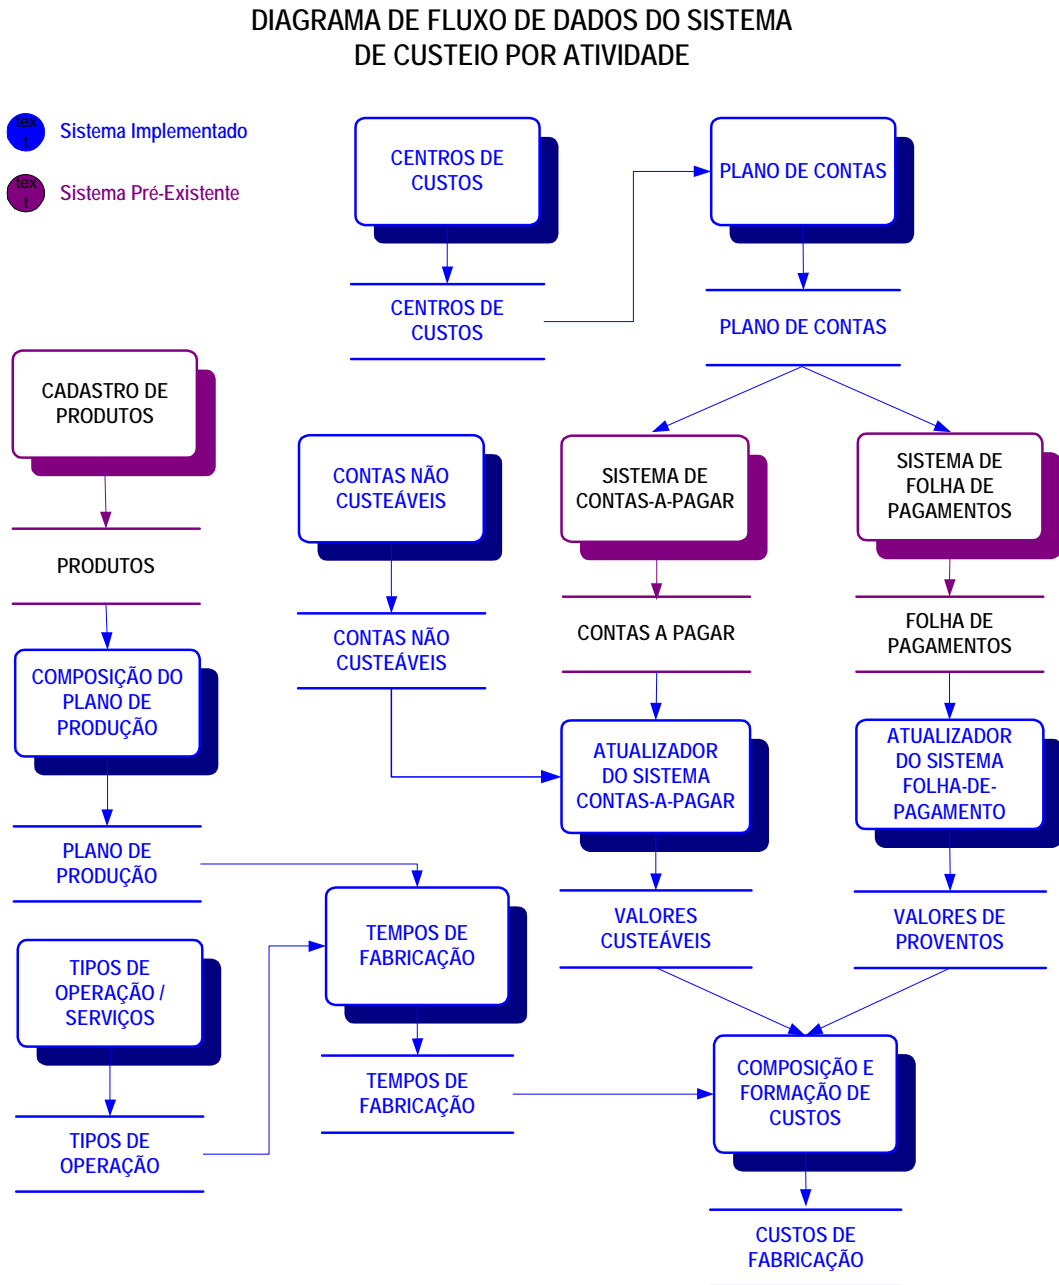 DIAGRAMA DE FLUXO DE DADOS DO SISTEMA
DE CUSTEIO POR ATIVIDADE
tex
t
Sistema Implementado
tex
t
Sistema Pré-Existente
CENTROS DE
CUSTOS
PLANO DE CONTAS
CENTROS DE
CUSTOS
PLANO DE CONTAS
CADASTRO DE
PRODUTOS
CONTAS NÃO
CUSTEÁVEIS
SISTEMA DE
CONTAS-A-PAGAR
SISTEMA DE
FOLHA DE
PAGAMENTOS
PRODUTOS
CONTAS NÃO
CUSTEÁVEIS
CONTAS A PAGAR
FOLHA DE
PAGAMENTOS
COMPOSIÇÃO DO
PLANO DE
PRODUÇÃO
ATUALIZADOR
DO SISTEMA
CONTAS-A-PAGAR
ATUALIZADOR
DO SISTEMA
FOLHA-DE-
PAGAMENTO
PLANO DE
PRODUÇÃO
TEMPOS DE
FABRICAÇÃO
VALORES
CUSTEÁVEIS
VALORES DE
PROVENTOS
TIPOS DE
OPERAÇÃO /
SERVIÇOS
TEMPOS DE
FABRICAÇÃO
COMPOSIÇÃO E
FORMAÇÃO DE
CUSTOS
TIPOS DE
OPERAÇÃO
CUSTOS DE
FABRICAÇÃO